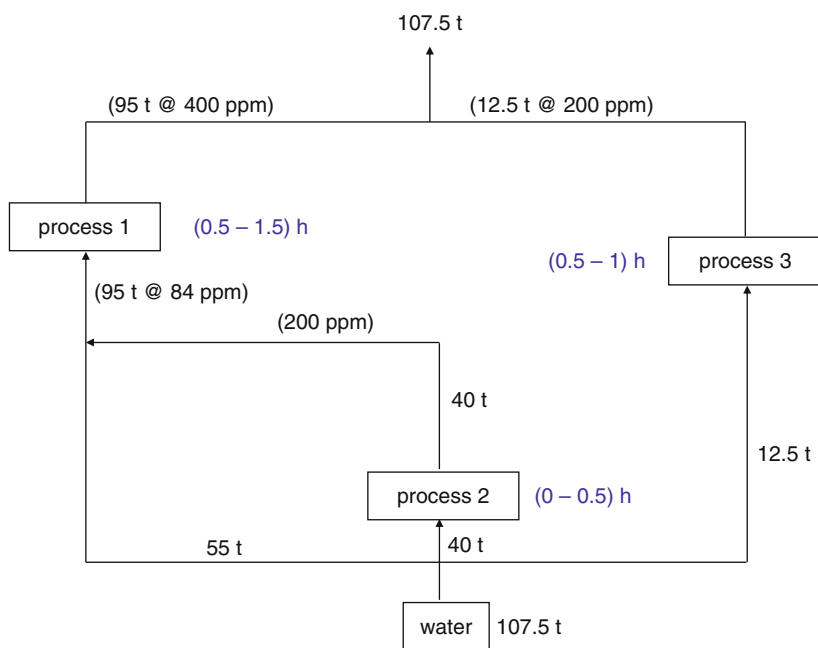 107.5 t
(95 t @ 400 ppm)
(12.5 t @ 200 ppm)
process 1
(0.5 – 1.5) h
(0.5 – 1) h
process 3
(95 t @ 84 ppm)
(200 ppm)
40 t
12.5 t
process 2
(0 – 0.5) h
55 t
40 t
water
107.5 t